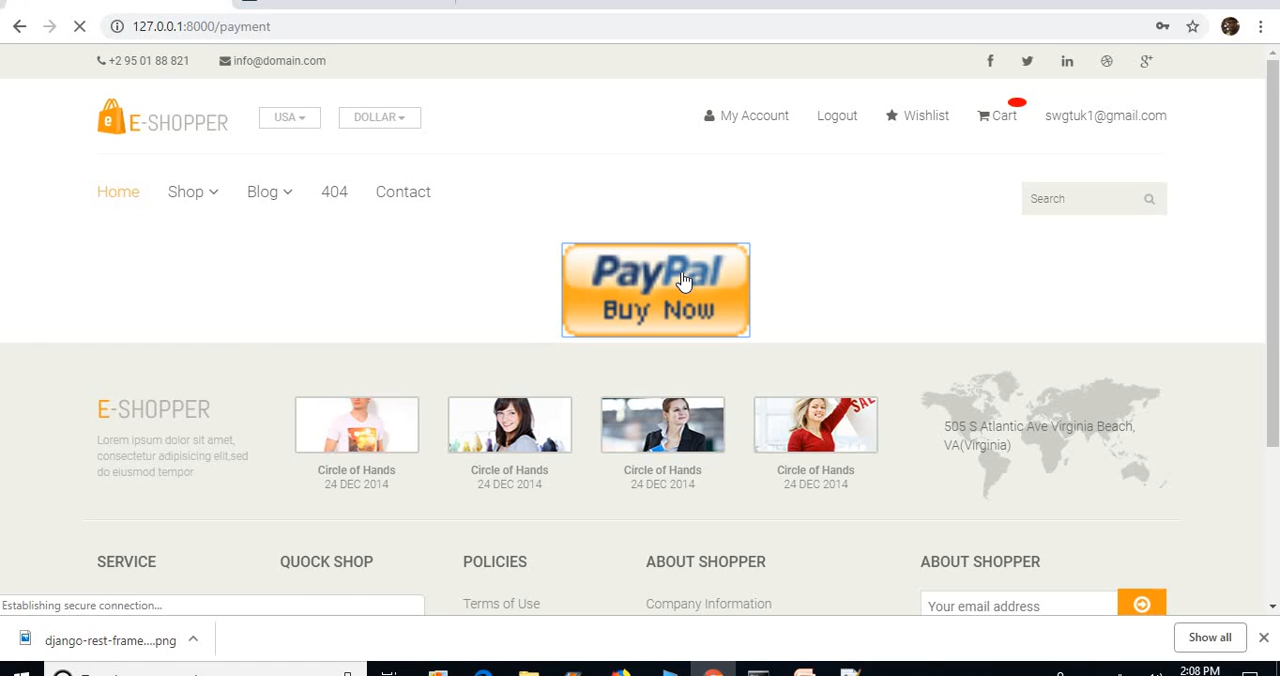 127.0.0.1:8000/payment
+2 95 01 88 821 info@domain.com
E-SHOPPER USA DOLLAR My Account Logout Wishlist Cart swgtuk1@gmail.com
Home Shop Blog 404 Contact Search
PayPal
Buy Now
E-SHOPPER
Lorem ipsum dolor sit amet,
consectetur adipisicing elit,sed
do eiusmod tempor
Circle of Hands
24 DEC 2014
Circle of Hands
24 DEC 2014
Circle of Hands
24 DEC 2014
SALE
Circle of Hands
24 DEC 2014
505 S Atlantic Ave Virginia Beach,
VA(Virginia)
SERVICE QUOCK SHOP POLICIES ABOUT SHOPPER ABOUT SHOPPER
Terms of Use Company Information Your email address
Establishing secure connection...
django-rest-frame....png Show all
2:08 PM